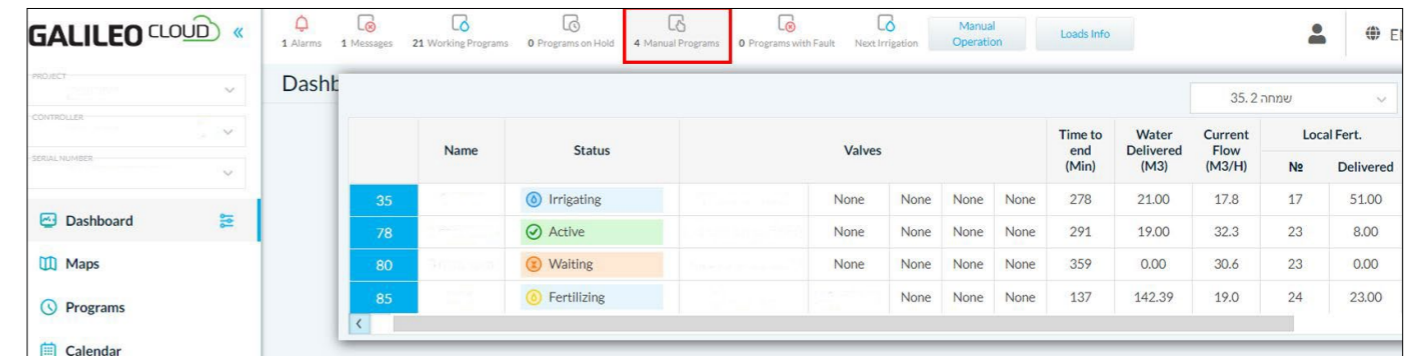 GALILEO CLOUD «
1 Alarms 1 Messages 21 Working Programs 0 Programs on Hold 4 Manual Programs 0 Programs with Fault Next Irrigation Manual Operation Loads Info
PROJECT
CONTROLLER
SERIAL NUMBER
Dashboard
Maps
Programs
Calendar
35. 2 שמחה
Name Status Valves Time to end (Min) Water Delivered (M3) Current Flow (M3/H) Local Fert.
№ Delivered
35 Irrigating None None None None 278 21.00 17.8 17 51.00
78 Active None None None None 291 19.00 32.3 23 8.00
80 Waiting None None None None 359 0.00 30.6 23 0.00
85 Fertilizing None None None 137 142.39 19.0 24 23.00